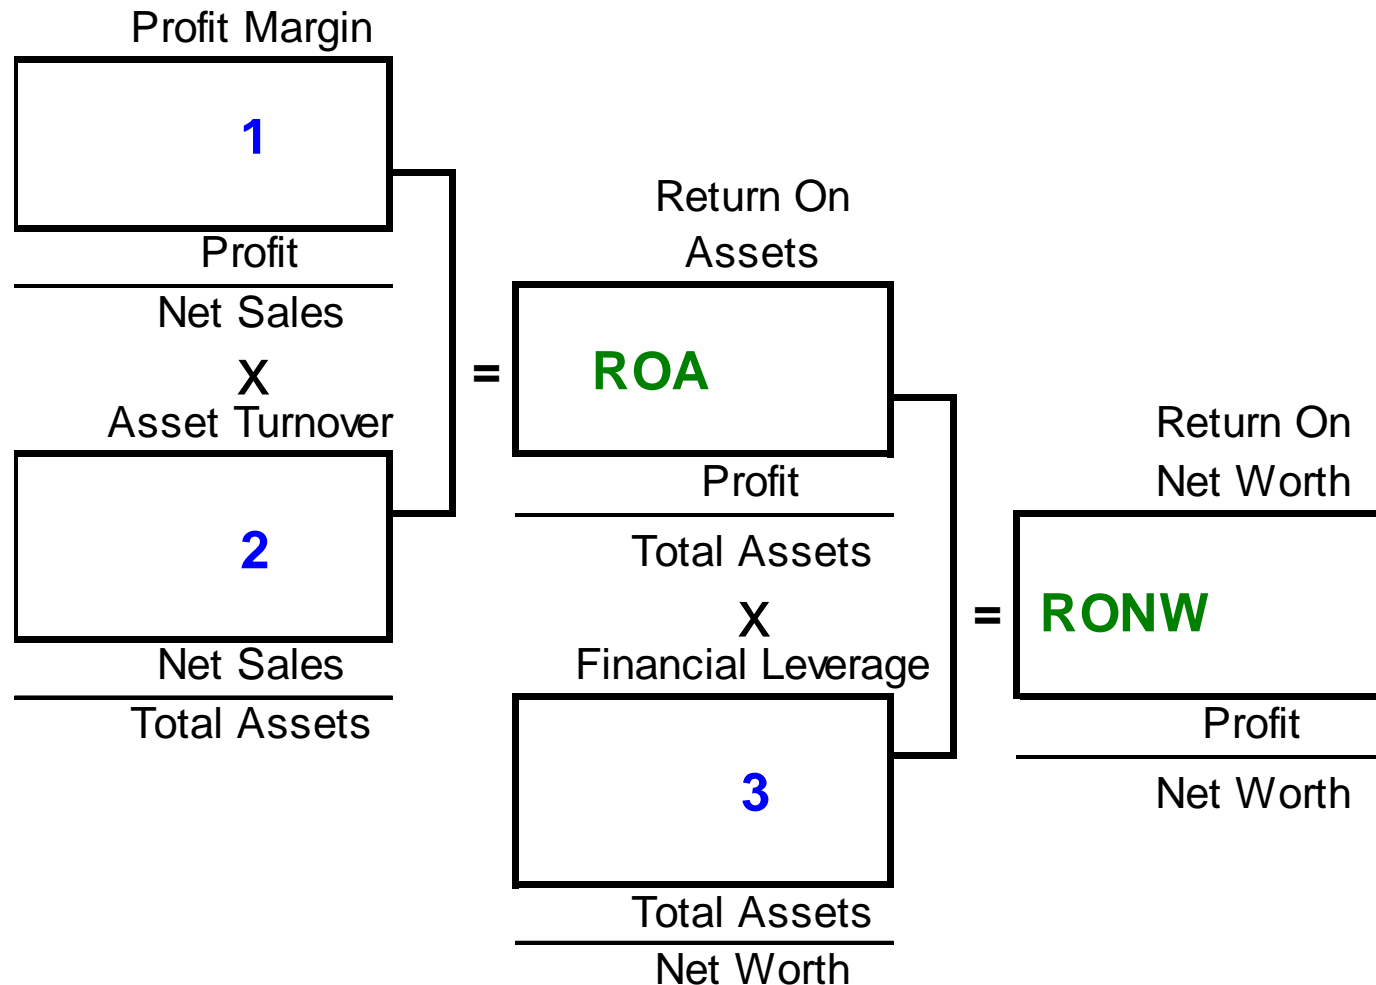 Profit Margin
1
Profit
Net Sales
X
Asset Turnover
2
Net Sales
Total Assets
=
Return On
Assets
ROA
Profit
Total Assets
X
Financial Leverage
3
Total Assets
Net Worth
=
Return On
Net Worth
RONW
Profit
Net Worth